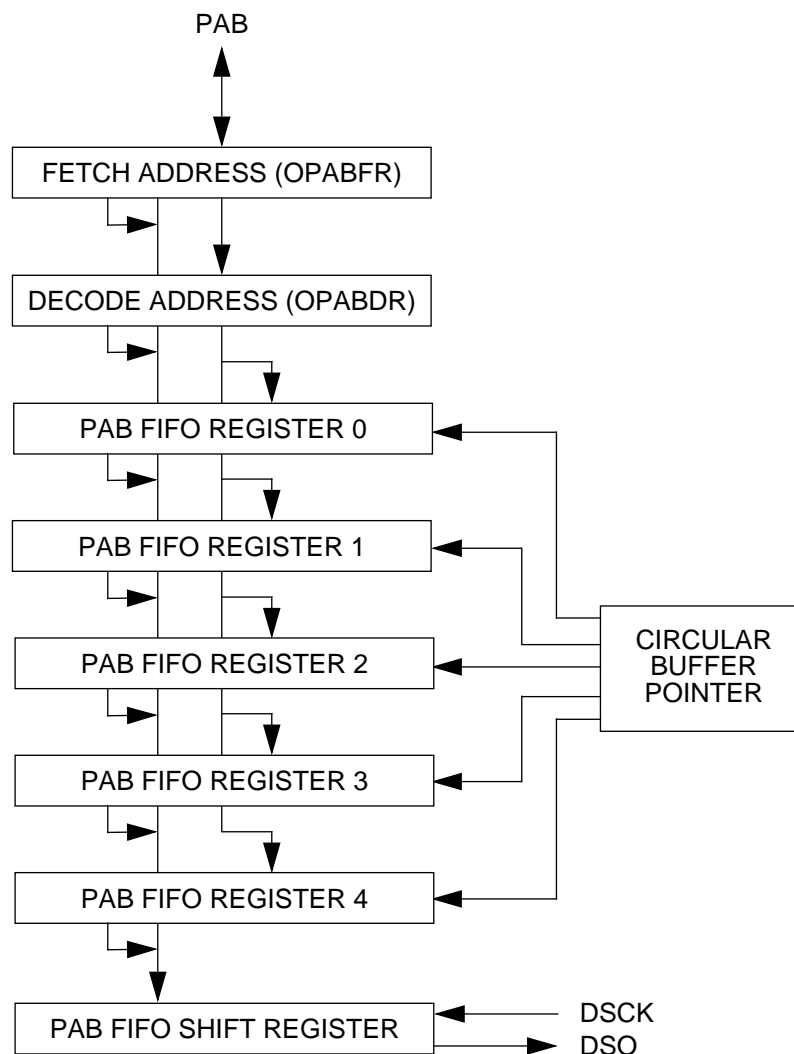 PAB
FETCH ADDRESS (OPABFR)
DECODE ADDRESS (OPABDR)
PAB FIFO REGISTER 0
PAB FIFO REGISTER 1
PAB FIFO REGISTER 2
CIRCULAR
BUFFER
POINTER
PAB FIFO REGISTER 3
PAB FIFO REGISTER 4
PAB FIFO SHIFT REGISTER
DSCK
DSO